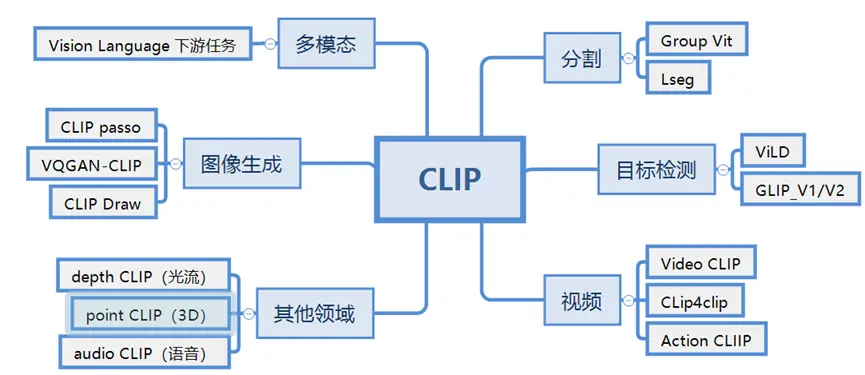 CLIP
多模态
Vision Language 下游任务
图像生成
CLIP passo
VQGAN-CLIP
CLIP Draw
其他领域
depth CLIP（光流）
point CLIP（3D）
audio CLIP（语音）
分割
Group Vit
Lseg
目标检测
ViLD
GLIP_V1/V2
视频
Video CLIP
CLip4clip
Action CLIIP